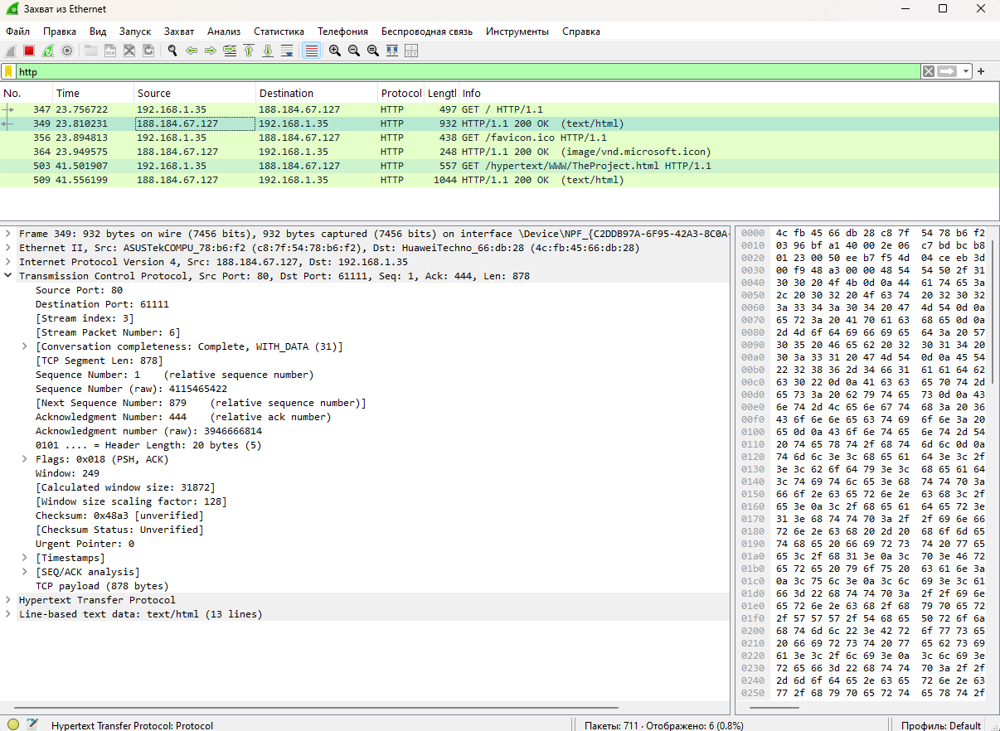 Захват из Ethernet
Файл Правка Вид Запуск Захват Анализ Статистика Телефония Беспроводная связь Инструменты Справка
http
No. Time Source Destination Protocol Lengtl Info
347 23.756722 192.168.1.35 188.184.67.127 HTTP 497 GET / HTTP/1.1
349 23.810231 188.184.67.127 192.168.1.35 HTTP 932 HTTP/1.1 200 OK (text/html)
356 23.894813 192.168.1.35 188.184.67.127 HTTP 438 GET /favicon.ico HTTP/1.1
364 23.949575 188.184.67.127 192.168.1.35 HTTP 248 HTTP/1.1 200 OK (image/vnd.microsoft.icon)
503 41.501907 192.168.1.35 188.184.67.127 HTTP 557 GET /hypertext/WWW/TheProject.html HTTP/1.1
509 41.556199 188.184.67.127 192.168.1.35 HTTP 1044 HTTP/1.1 200 OK (text/html)
Frame 349: 932 bytes on wire (7456 bits), 932 bytes captured (7456 bits) on interface \Device\NPF_{C2DDB97A-6F95-42A3-8C0A-
Ethernet II, Src: ASUSTekCOMPU_78:b6:f2 (c8:7f:54:78:b6:f2), Dst: HuaweiTechno_66:db:28 (4c:fb:45:66:db:28)
Internet Protocol Version 4, Src: 188.184.67.127, Dst: 192.168.1.35
Transmission Control Protocol, Src Port: 80, Dst Port: 61111, Seq: 1, Ack: 444, Len: 878
Source Port: 80
Destination Port: 61111
[Stream index: 3]
[Stream Packet Number: 6]
[Conversation completeness: Complete, WITH_DATA (31)]
[TCP Segment Len: 878]
Sequence Number: 1 (relative sequence number)
Sequence Number (raw): 4115465422
[Next Sequence Number: 879 (relative sequence number)]
Acknowledgment Number: 444 (relative ack number)
Acknowledgment number (raw): 3946666814
0101 .... = Header Length: 20 bytes (5)
Flags: 0x018 (PSH, ACK)
Window: 249
[Calculated window size: 31872]
[Window size scaling factor: 128]
Checksum: 0x48a3 [unverified]
[Checksum Status: Unverified]
Urgent Pointer: 0
[Timestamps]
[SEQ/ACK analysis]
TCP payload (878 bytes)
Hypertext Transfer Protocol
Line-based text data: text/html (13 lines)
0000 4c fb 45 66 db 28 c8 7f 54 78 b6 f2
0010 03 96 bf a1 40 00 2e 06 c7 bd bc b8
0020 01 23 00 50 ee b7 f5 4d 04 ce eb 3d
0030 00 f9 48 a3 00 00 48 54 54 50 2f 31
0040 30 30 20 4f 4b 0d 0a 44 61 74 65 3a
0050 2c 20 30 32 20 4f 63 74 20 32 30 32
0060 3a 33 34 3a 30 34 20 47 4d 54 0d 0a
0070 65 72 3a 20 41 70 61 63 68 65 0d 0a
0080 2d 4d 6f 64 69 66 69 65 64 3a 20 57
0090 30 35 20 46 65 62 20 32 30 31 34 20
00a0 30 3a 33 31 20 47 4d 54 0d 0a 45 54
00b0 22 32 38 36 2d 34 66 31 61 61 64 62
00c0 63 30 22 0d 0a 41 63 63 65 70 74 2d
00d0 65 73 3a 20 62 79 74 65 73 0d 0a 43
00e0 6e 74 2d 4c 65 6e 67 74 68 3a 20 36
00f0 43 6f 6e 6e 65 63 74 69 6f 6e 3a 20
0100 65 0d 0a 43 6f 6e 74 65 6e 74 2d 54
0110 20 74 65 78 74 2f 68 74 6d 6c 0d 0a
0120 74 6d 6c 3e 3c 68 65 61 64 3e 3c 2f
0130 3e 3c 62 6f 64 79 3e 3c 68 65 61 64
0140 3c 74 69 74 6c 65 3e 68 74 74 70 3a
0150 66 6f 2e 63 65 72 6e 2e 63 68 3c 2f
0160 65 3e 0a 3c 2f 68 65 61 64 65 72 3e
0170 31 3e 68 74 74 70 3a 2f 2f 69 6e 66
0180 72 6e 2e 63 68 20 2d 20 68 6f 6d 65
0190 74 68 65 20 66 69 72 73 74 20 77 65
01a0 65 3c 2f 68 31 3e 0a 3c 70 3e 46 72
01b0 65 72 65 20 79 6f 75 20 63 61 6e 3a
01c0 0a 3c 75 6c 3e 0a 3c 6c 69 3e 3c 61
01d0 66 3d 22 68 74 74 70 3a 2f 2f 69 6e
01e0 65 72 6e 2e 63 68 2f 68 79 70 65 72
01f0 2f 57 57 57 2f 54 68 65 50 72 6f 6a
0200 68 74 6d 6c 22 3e 42 72 6f 77 73 65
0210 20 66 69 72 73 74 20 77 65 62 73 69
0220 61 3e 3c 2f 6c 69 3e 0a 3c 6c 69 3e
0230 72 65 66 3d 22 68 74 74 70 3a 2f 2f
0240 2d 6d 6f 64 65 2e 63 65 72 6e 2e 63
0250 77 2f 68 79 70 65 72 74 65 78 74 2f
Hypertext Transfer Protocol: Protocol
Пакеты: 711 · Отображено: 6 (0.8%)
Профиль: Default